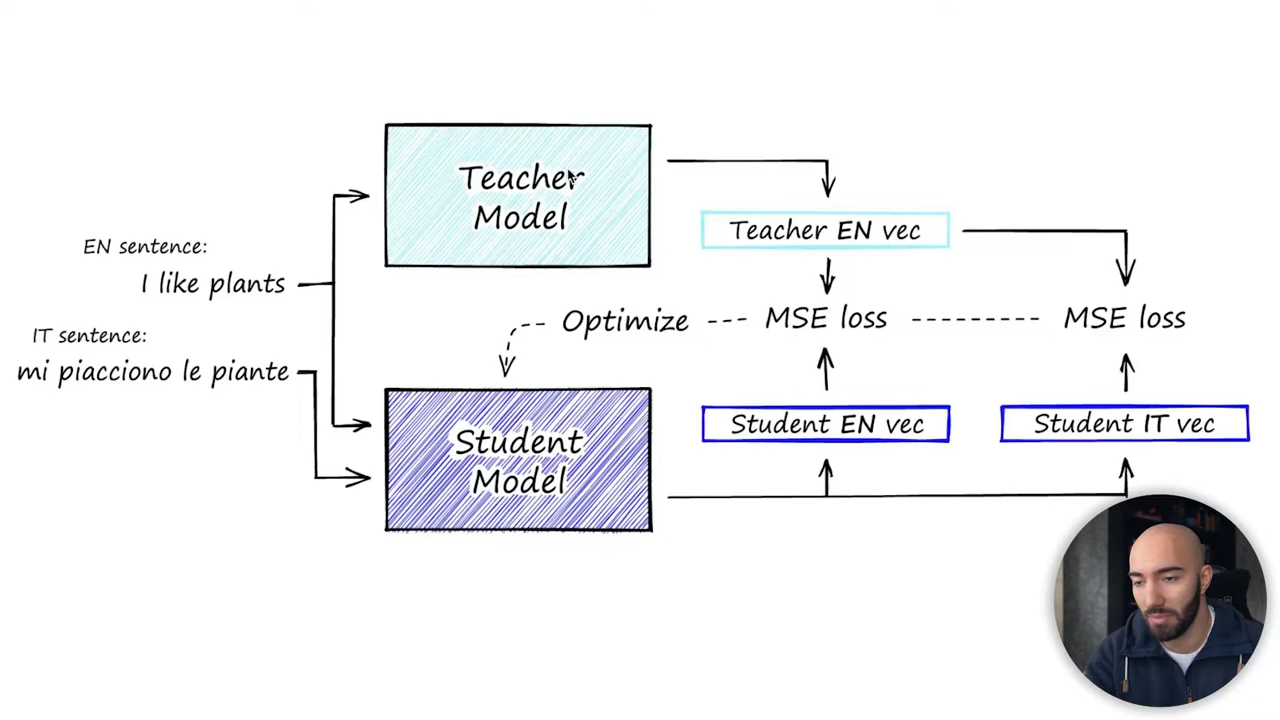 Teacher
Model
Teacher EN vec
EN sentence:
I like plants
Optimize
MSE loss
MSE loss
IT sentence:
mi piacciono le piante
Student
Model
Student EN vec
Student IT vec